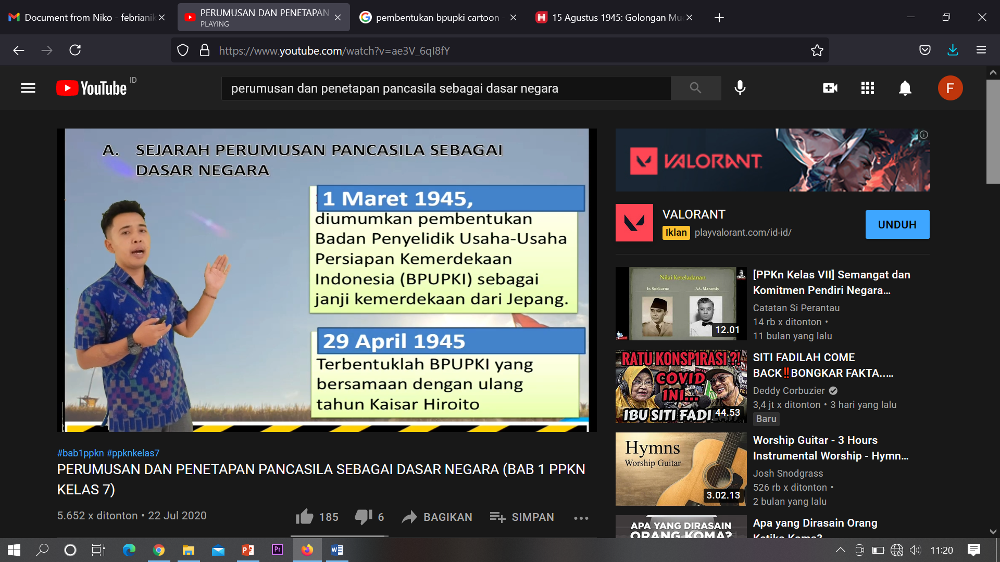 Document from Niko - febrianik
PERUMUSAN DAN PENETAPAN
PLAYING
pembentukan bpupki cartoon -
15 Agustus 1945: Golongan Mu
https://www.youtube.com/watch?v=ae3V_6qI8fY
YouTube ID
perumusan dan penetapan pancasila sebagai dasar negara
F
A. SEJARAH PERUMUSAN PANCASILA SEBAGAI
DASAR NEGARA
1 Maret 1945,
diumumkan pembentukan
Badan Penyelidik Usaha-Usaha
Persiapan Kemerdekaan
Indonesia (BPUPKI) sebagai
janji kemerdekaan dari Jepang.
29 April 1945
Terbentuklah BPUPKI yang
bersamaan dengan ulang
tahun Kaisar Hiroito
#bab1ppkn #ppknkelas7
PERUMUSAN DAN PENETAPAN PANCASILA SEBAGAI DASAR NEGARA (BAB 1 PPKN
KELAS 7)
5.652 x ditonton • 22 Jul 2020
185
6
BAGIKAN
SIMPAN
VALORANT
VALORANT
Iklan playvalorant.com/id-id/
UNDUH
Nilai Keteladanan
Ir. Soekarno AA. Maramis
12.01
[PPKn Kelas VII] Semangat dan
Komitmen Pendiri Negara...
Catatan Si Perantau
14 rb x ditonton •
11 bulan yang lalu
RATU KONSPIRASI ?!
COVID
INI...
IBU SITI FADI
44.53
SITI FADILAH COME
BACK‼️BONGKAR FAKTA.....
Deddy Corbuzier
3,4 jt x ditonton • 3 hari yang lalu
Baru
Hymns
Worship Guitar
3.02.13
Worship Guitar - 3 Hours
Instrumental Worship - Hymn...
Josh Snodgrass
526 rb x ditonton •
2 bulan yang lalu
APA YANG DIRASAIN
ORANG KOMA?
Apa yang Dirasain Orang
Ketika Koma?
11:20